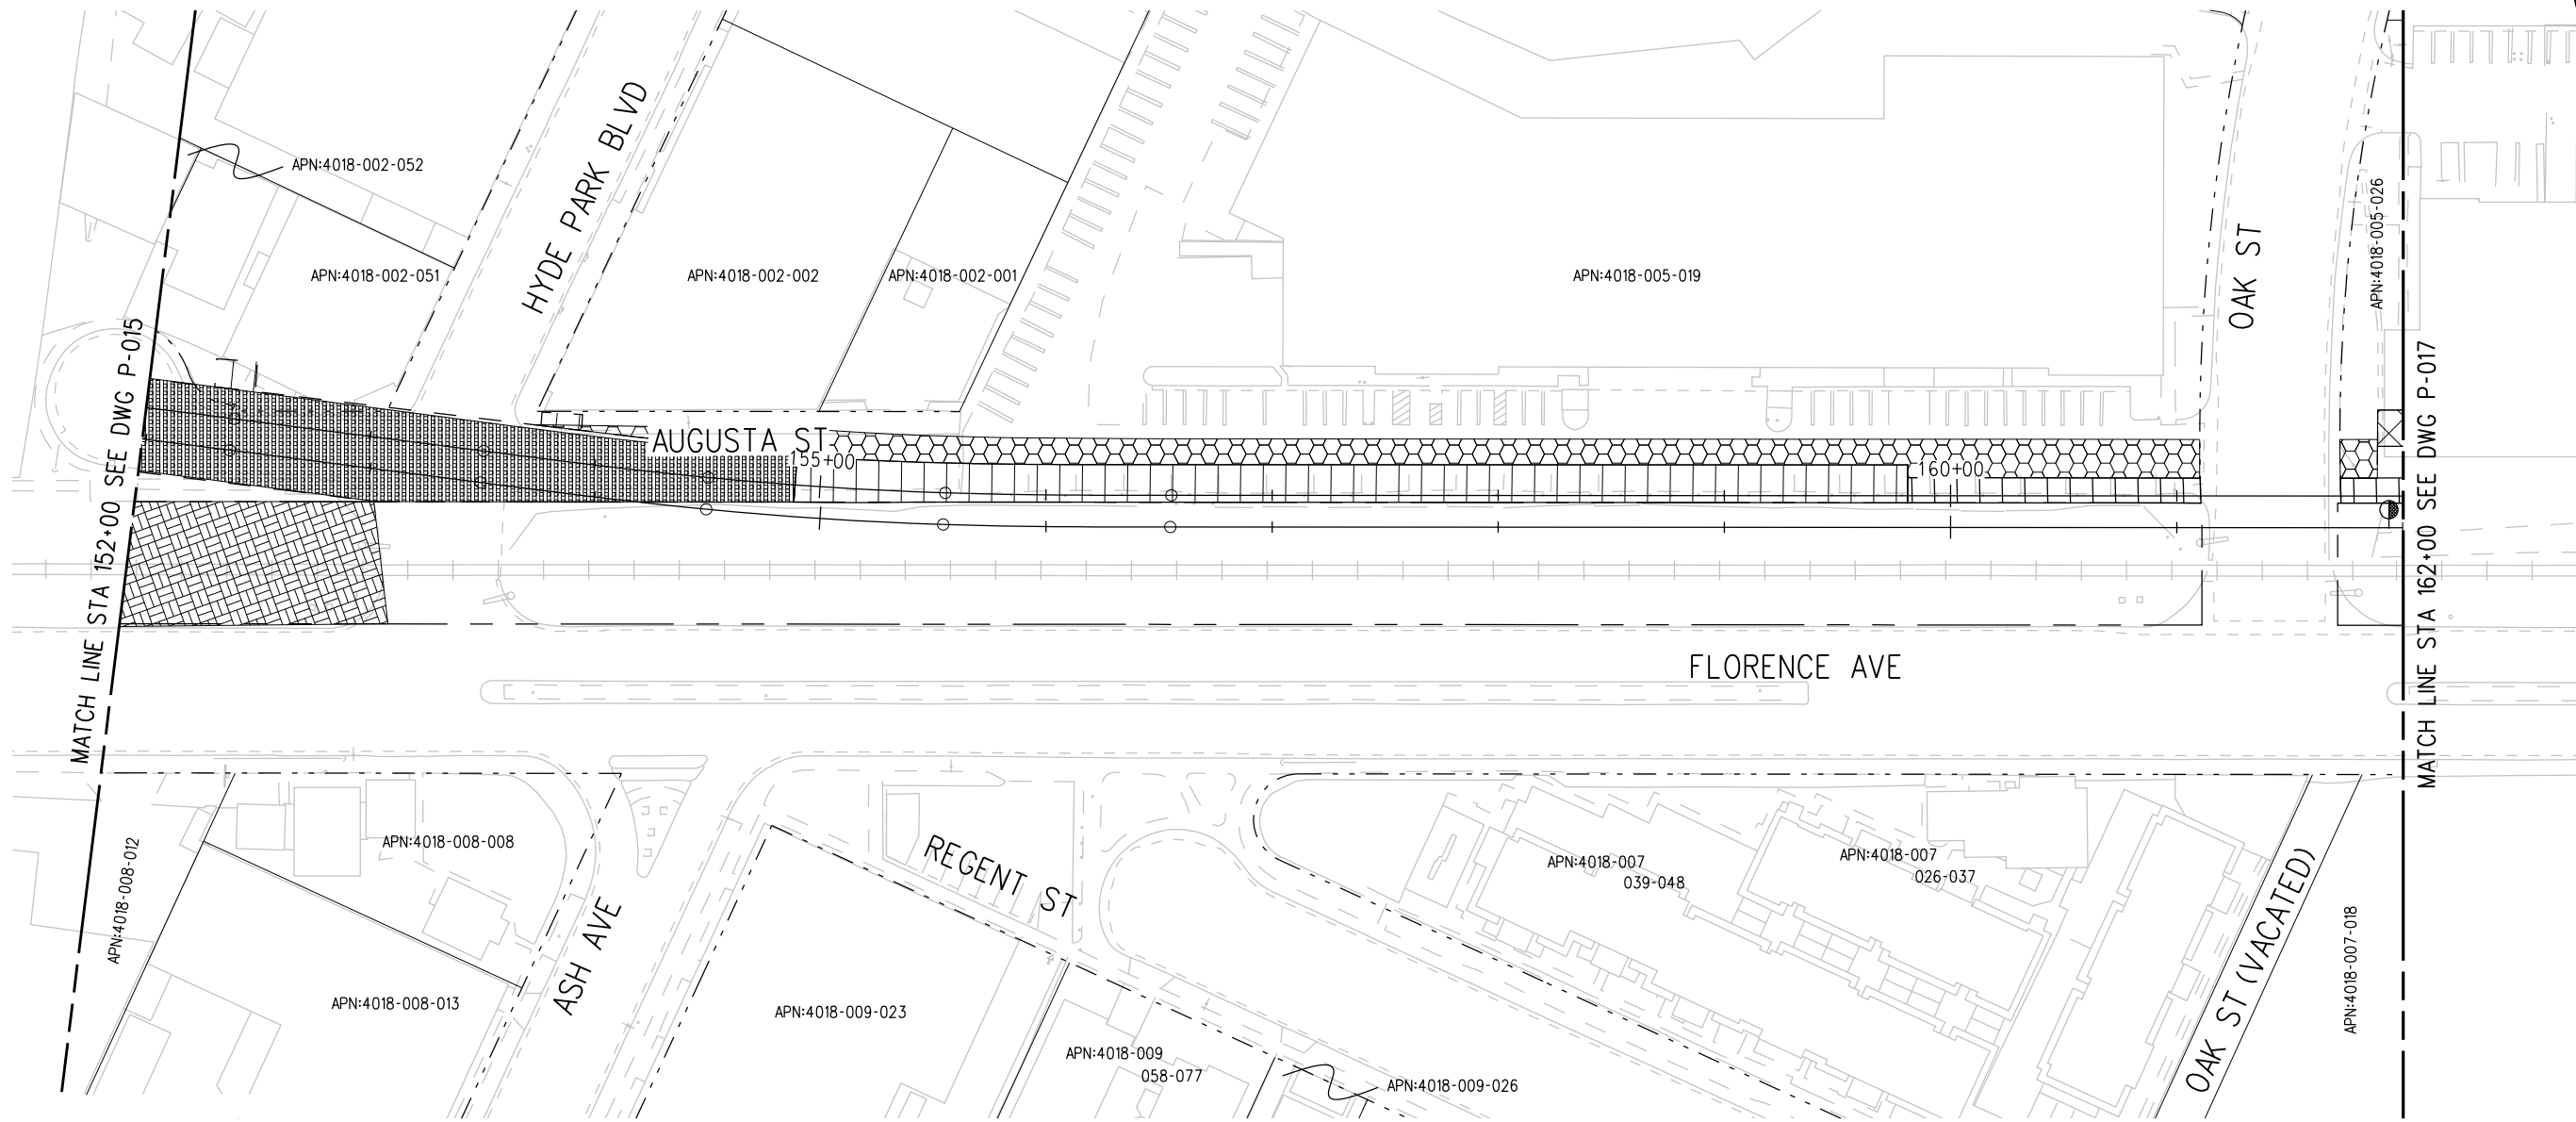 APN:4018-002-052
HYDE PARK BLVD
APN:4018-002-051
APN:4018-002-002
APN:4018-002-001
APN:4018-005-019
OAK ST
APN:4018-005-026
MATCH LINE STA 152+00 SEE DWG P-015
AUGUSTA ST
155+00
160+00
MATCH LINE STA 162+00 SEE DWG P-017
FLORENCE AVE
APN:4018-008-012
APN:4018-008-008
ASH AVE
APN:4018-008-013
REGENT ST
APN:4018-009-023
APN:4018-009
058-077
APN:4018-009-026
APN:4018-007
039-048
APN:4018-007
026-037
OAK ST (VACATED)
APN:4018-007-018